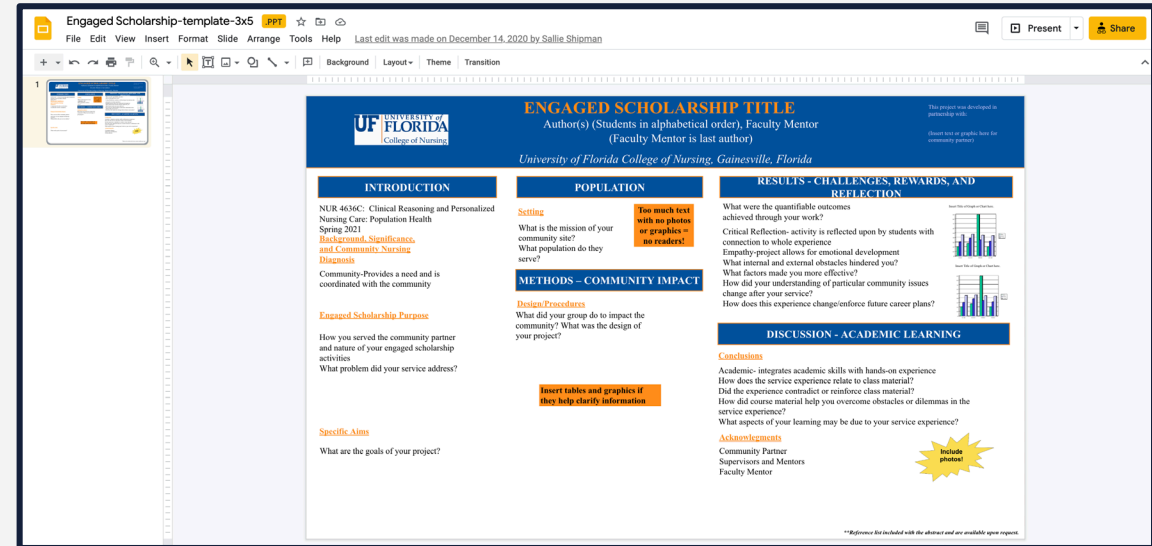 Engaged Scholarship-template-3x5 .PPT
File Edit View Insert Format Slide Arrange Tools Help Last edit was made on December 14, 2020 by Sallie Shipman
Present
Share
Background Layout Theme Transition
1
UF UNIVERSITY of
FLORIDA
College of Nursing
ENGAGED SCHOLARSHIP TITLE
Author(s) (Students in alphabetical order), Faculty Mentor
(Faculty Mentor is last author)
University of Florida College of Nursing, Gainesville, Florida
This project was developed in
partnership with:
(Insert text or graphic here for
community partner)
INTRODUCTION
NUR 4636C: Clinical Reasoning and Personalized
Nursing Care: Population Health
Spring 2021
Background, Significance,
and Community Nursing
Diagnosis
Community-Provides a need and is
coordinated with the community
Engaged Scholarship Purpose
How you served the community partner
and nature of your engaged scholarship
activities
What problem did your service address?
Specific Aims
What are the goals of your project?
POPULATION
Setting
What is the mission of your
community site?
What population do they
serve?
Too much text
with no photos
or graphics =
no readers!
METHODS – COMMUNITY IMPACT
Design/Procedures
What did your group do to impact the
community? What was the design of
your project?
Insert tables and graphics if
they help clarify information
RESULTS - CHALLENGES, REWARDS, AND
REFLECTION
What were the quantifiable outcomes
achieved through your work?
Critical Reflection- activity is reflected upon by students with
connection to whole experience
Empathy-project allows for emotional development
What internal and external obstacles hindered you?
What factors made you more effective?
How did your understanding of particular community issues
change after your service?
How does this experience change/enforce future career plans?
Insert Title of Graph or Chart here
Insert Title of Graph or Chart here
DISCUSSION - ACADEMIC LEARNING
Conclusions
Academic- integrates academic skills with hands-on experience
How does the service experience relate to class material?
Did the experience contradict or reinforce class material?
How did course material help you overcome obstacles or dilemmas in the
service experience?
What aspects of your learning may be due to your service experience?
Acknowlegments
Community Partner
Supervisors and Mentors
Faculty Mentor
Include
photos!
**Reference list included with the abstract and are available upon request.